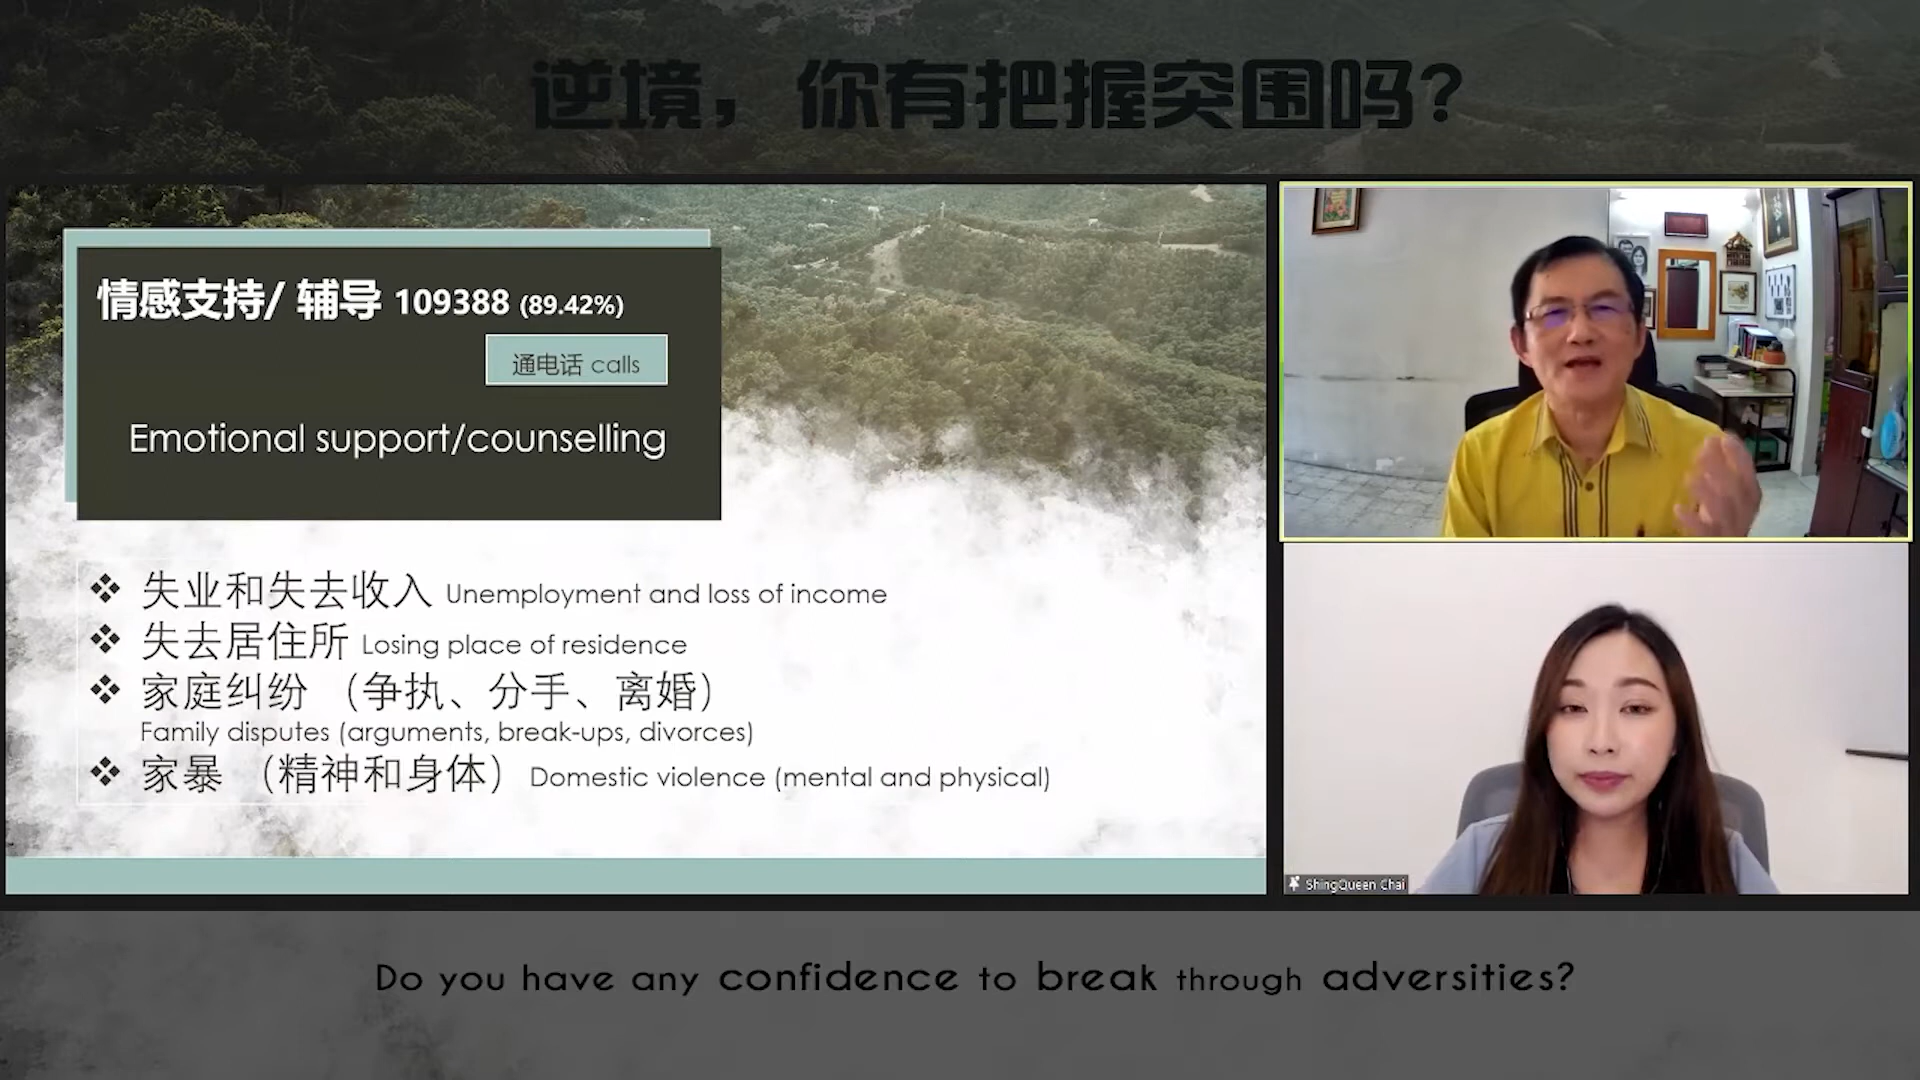 逆境，你有把握突围吗?
情感支持/ 辅导 109388 (89.42%)
通电话 calls
Emotional support/counselling
❖ 失业和失去收入 Unemployment and loss of income
❖ 失去居住所 Losing place of residence
❖ 家庭纠纷 （争执、分手、离婚）
Family disputes (arguments, break-ups, divorces)
❖ 家暴 （精神和身体） Domestic violence (mental and physical)
ShingQueen Chai
Do you have any confidence to break through adversities?